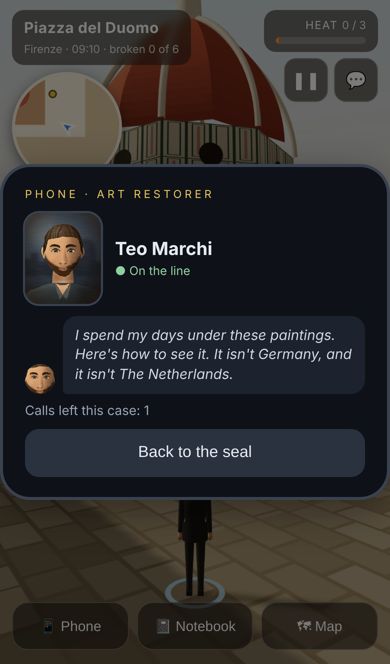 Piazza del Duomo
Firenze · 09:10 · broken 0 of 6
HEAT 0 / 3
PHONE · ART RESTORER
Teo Marchi
On the line
I spend my days under these paintings.
Here's how to see it. It isn't Germany, and
it isn't The Netherlands.
Calls left this case: 1
Back to the seal
Phone
Notebook
Map